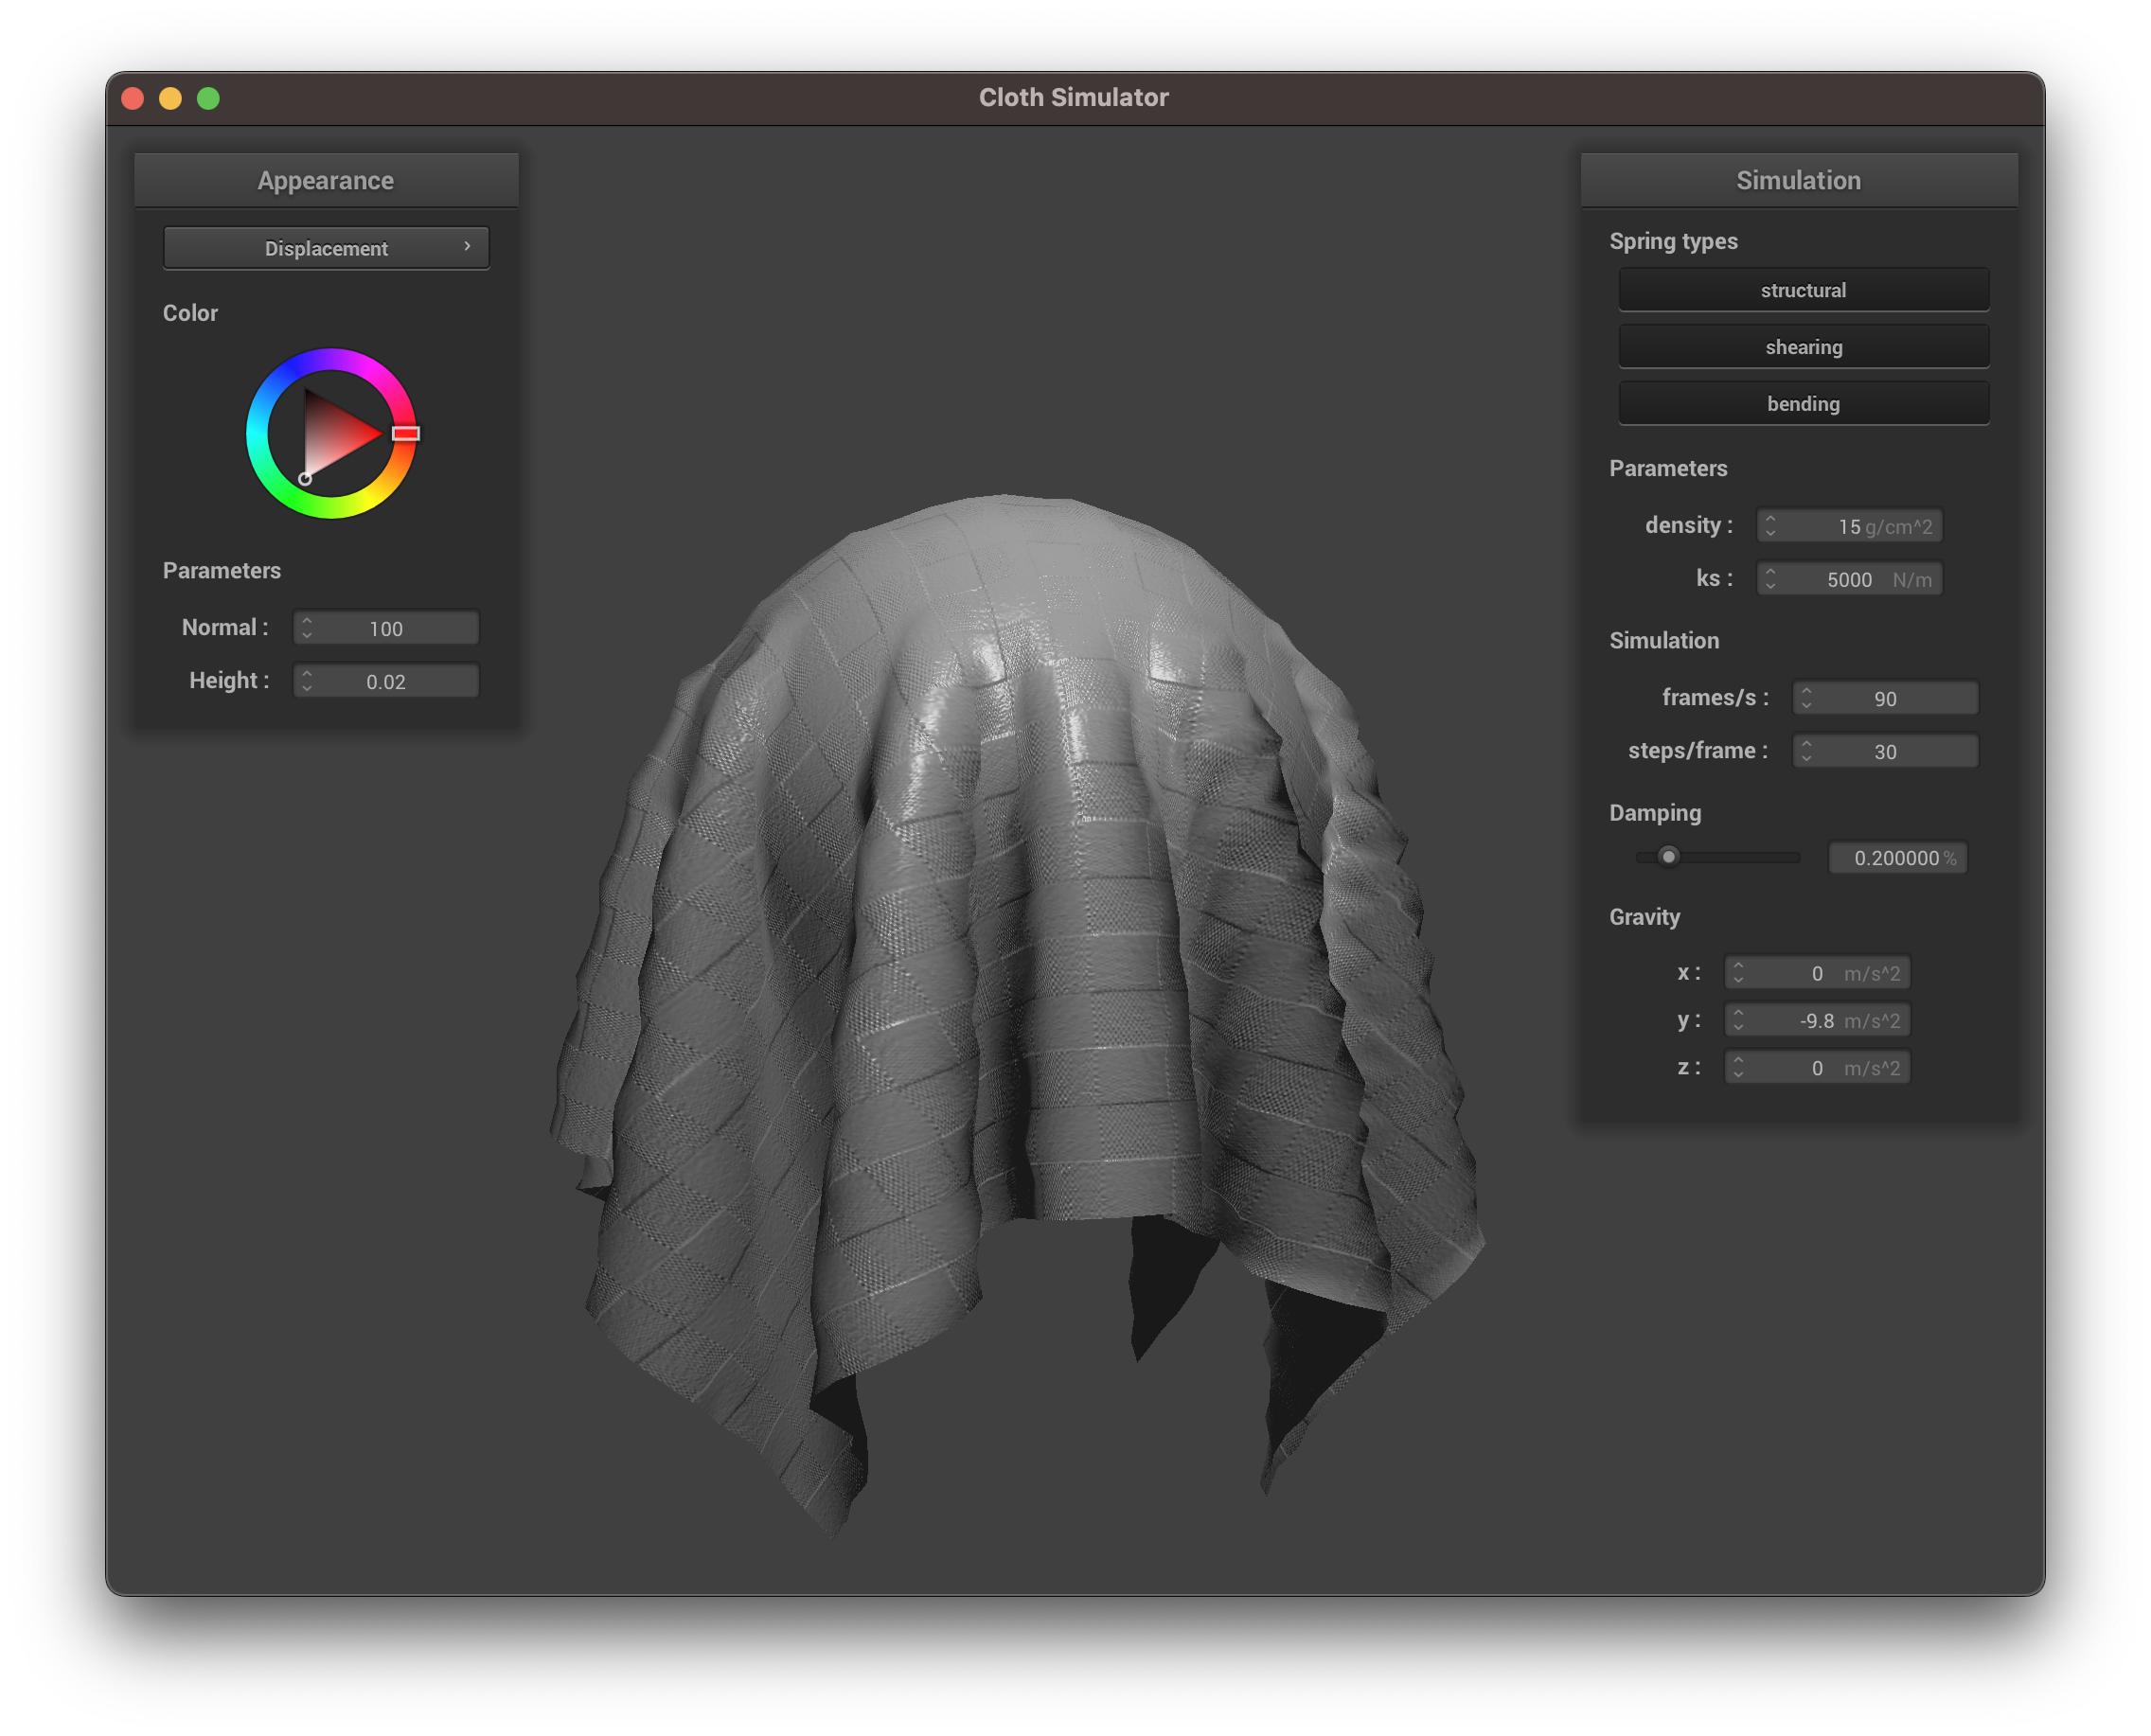 Cloth Simulator
Appearance
Displacement
Color
Parameters
Normal : 100
Height : 0.02
Simulation
Spring types
structural
shearing
bending
Parameters
density : 15 g/cm^2
ks : 5000 N/m
Simulation
frames/s : 90
steps/frame : 30
Damping
0.200000 %
Gravity
x : 0 m/s^2
y : -9.8 m/s^2
z : 0 m/s^2